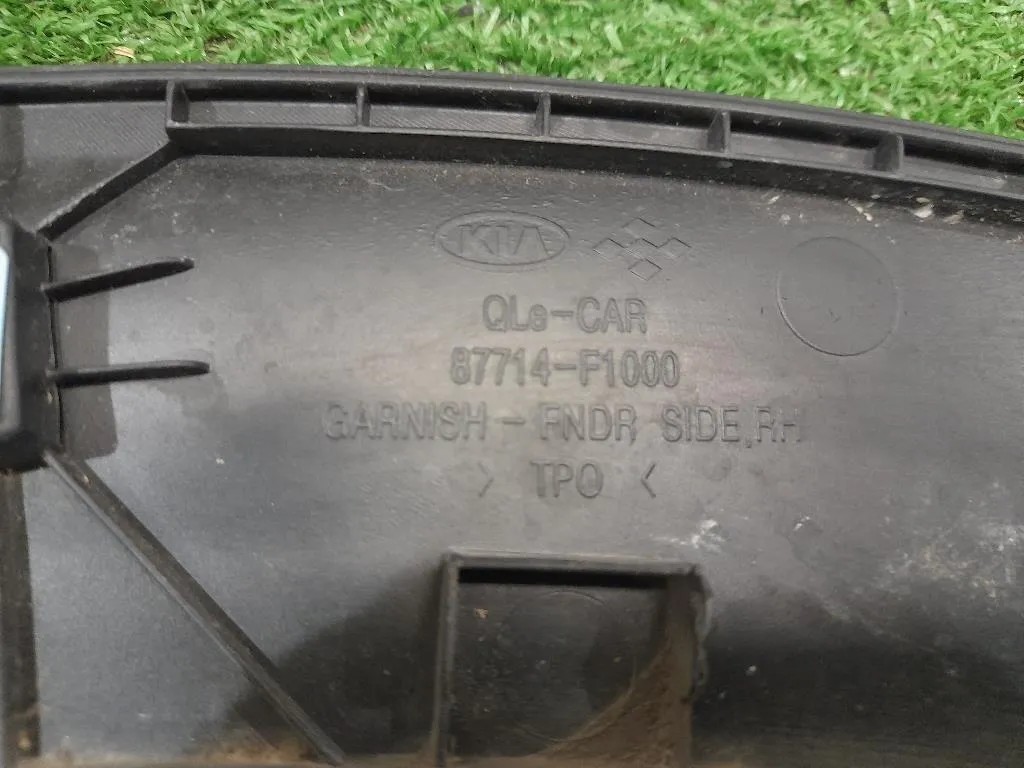 KIA
QLe-CAR
87714-F1000
GARNISH - FNDR SIDE, RH
> TPO <